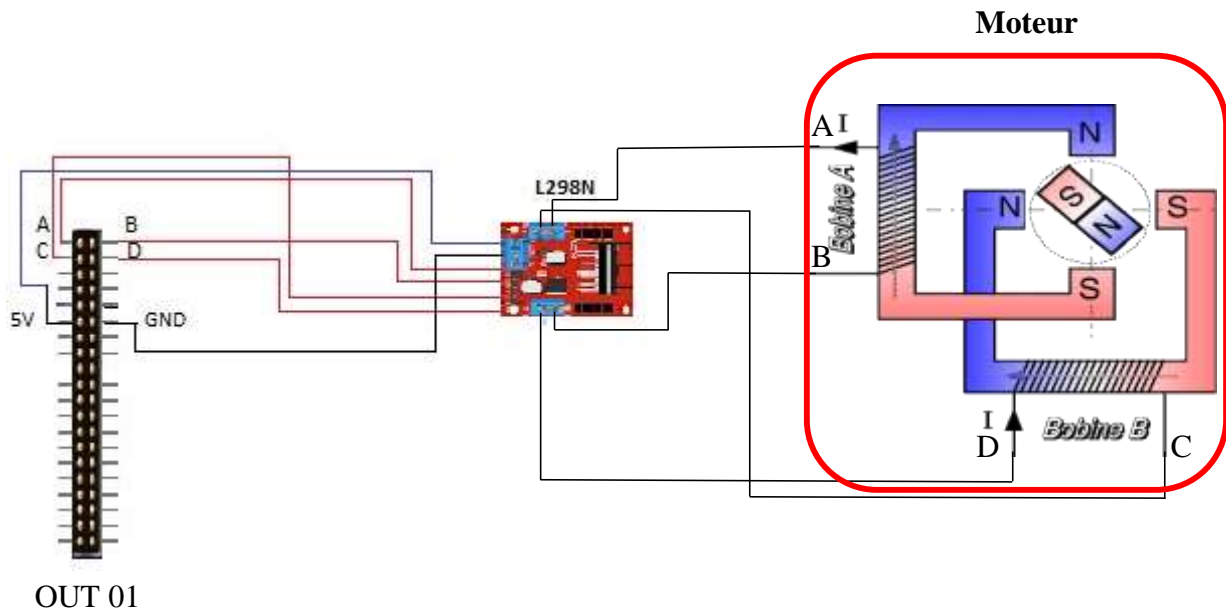 Moteur
A I
L298N
Bobine A
B
N
N
S
N
S
S
A B
C D
5V GND
I
D
Bobine B
C
OUT 01